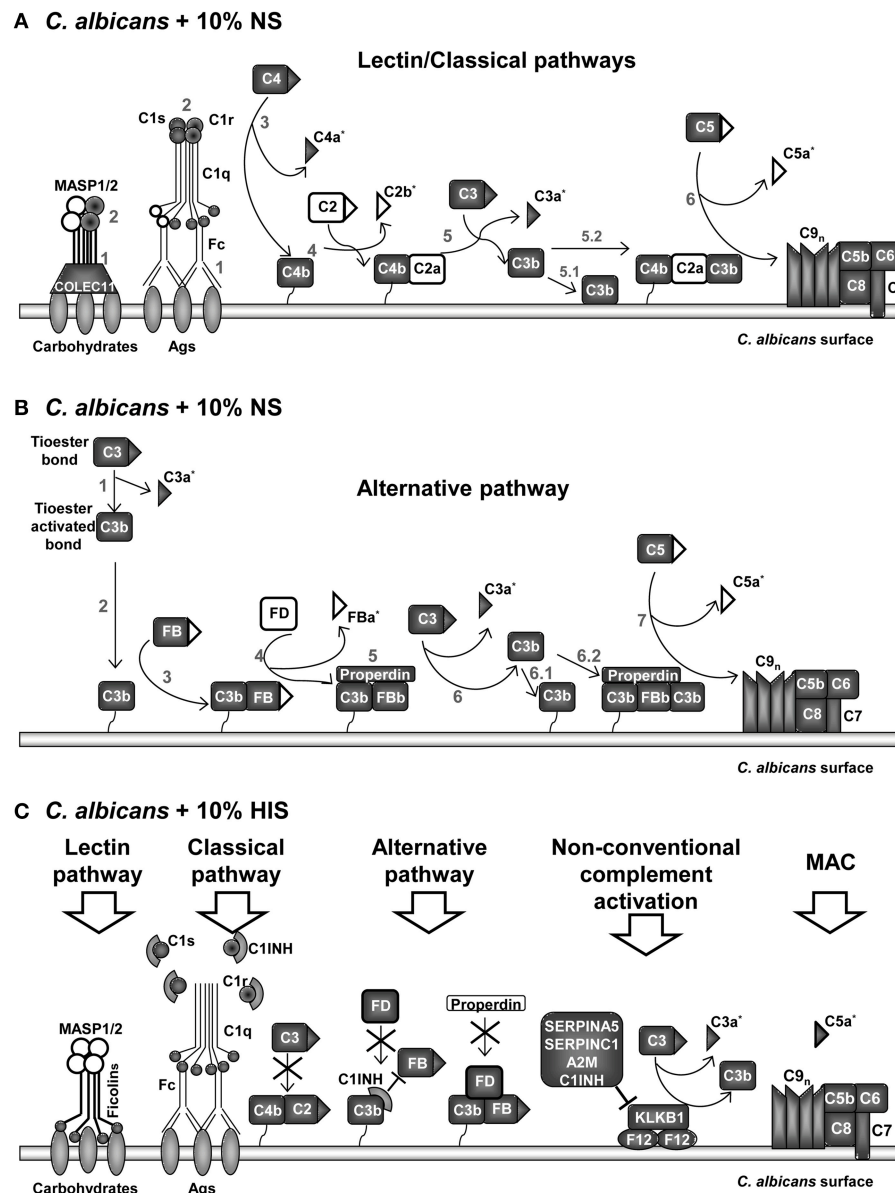 A C. albicans + 10% NS
Lectin/Classical pathways
C4
C1s
2
C1r
3
C4a*
C5
C5a*
MASP1/2
C1q
C2b*
C3
C3a*
2
C2
6
5
Fc
4
5.2
C9n
1
1
C4b
C4b
C2a
C3b
C4b
C2a
C3b
C5b
C6
5.1
COLEC11
C3b
C8
C
Carbohydrates
Ags
C. albicans surface
B C. albicans + 10% NS
Tioester
bond
C3
C3a*
1
Alternative pathway
Tioester
activated
bond
C3b
C5
C5a*
C3a*
2
FB
FD
FBa*
C3
7
C3b
4
5
6.2
C9n
3
Properdin
6
6.1
Properdin
C3b
C3b
FB
C3b
FBb
C3b
C3b
FBb
C3b
C5b
C6
C8
C7
C. albicans surface
C C. albicans + 10% HIS
Lectin
pathway
Classical
pathway
Alternative
pathway
Non-conventional
complement
activation
MAC
C1s
C1INH
C1r
FD
Properdin
SERPINA5
SERPINC1
A2M
C1INH
C3
C3a*
C5a*
MASP1/2
C1q
C3
FB
C3b
Ficolins
Fc
C1INH
FD
C9n
C4b
C2
C3b
C3b
FB
KLKB1
F12
F12
C5b
C6
C8
C7
Carbohydrates
Ags
C. albicans surface